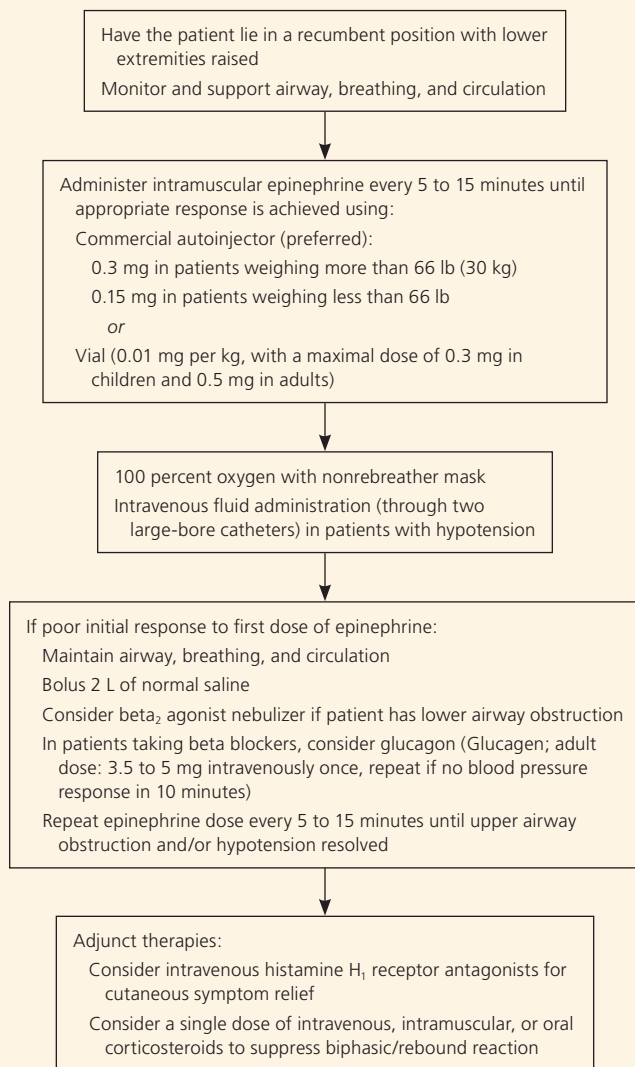 Have the patient lie in a recumbent position with lower
extremities raised
Monitor and support airway, breathing, and circulation
Administer intramuscular epinephrine every 5 to 15 minutes until
appropriate response is achieved using:
Commercial autoinjector (preferred):
0.3 mg in patients weighing more than 66 lb (30 kg)
0.15 mg in patients weighing less than 66 lb
or
Vial (0.01 mg per kg, with a maximal dose of 0.3 mg in
children and 0.5 mg in adults)
100 percent oxygen with nonrebreather mask
Intravenous fluid administration (through two
large-bore catheters) in patients with hypotension
If poor initial response to first dose of epinephrine:
Maintain airway, breathing, and circulation
Bolus 2 L of normal saline
Consider beta₂ agonist nebulizer if patient has lower airway obstruction
In patients taking beta blockers, consider glucagon (Glucagen; adult
dose: 3.5 to 5 mg intravenously once, repeat if no blood pressure
response in 10 minutes)
Repeat epinephrine dose every 5 to 15 minutes until upper airway
obstruction and/or hypotension resolved
Adjunct therapies:
Consider intravenous histamine H₁ receptor antagonists for
cutaneous symptom relief
Consider a single dose of intravenous, intramuscular, or oral
corticosteroids to suppress biphasic/rebound reaction